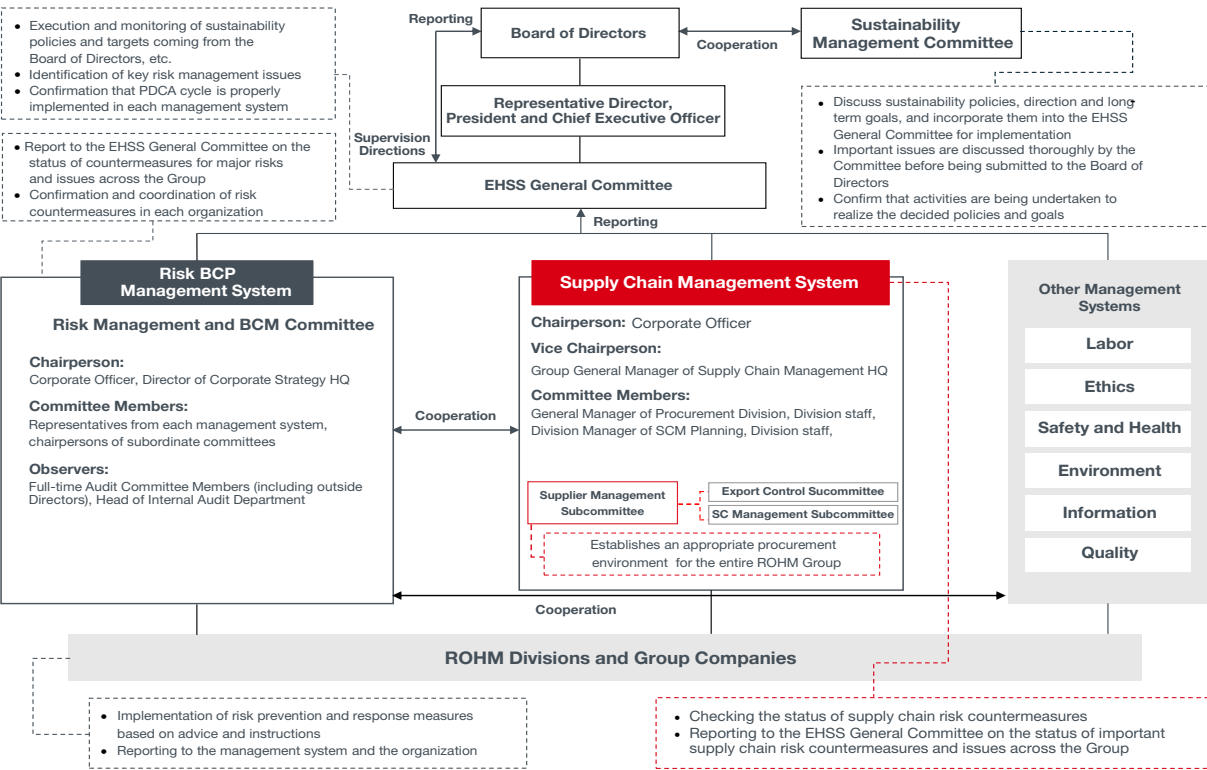 • Execution and monitoring of sustainability
policies and targets coming from the
Board of Directors, etc.
• Identification of key risk management issues
• Confirmation that PDCA cycle is properly
implemented in each management system
• Report to the EHSS General Committee on the
status of countermeasures for major risks
and issues across the Group
• Confirmation and coordination of risk
countermeasures in each organization
Reporting
Board of Directors
Cooperation
Sustainability
Management Committee
Representative Director,
President and Chief Executive Officer
Supervision
Directions
EHSS General Committee
Reporting
• Discuss sustainability policies, direction and long-
term goals, and incorporate them into the EHSS
General Committee for implementation
• Important issues are discussed thoroughly by the
Committee before being submitted to the Board of
Directors
• Confirm that activities are being undertaken to
realize the decided policies and goals
Risk BCP
Management System
Risk Management and BCM Committee
Chairperson:
Corporate Officer, Director of Corporate Strategy HQ
Committee Members:
Representatives from each management system,
chairpersons of subordinate committees
Observers:
Full-time Audit Committee Members (including outside
Directors), Head of Internal Audit Department
Cooperation
Supply Chain Management System
Chairperson: Corporate Officer
Vice Chairperson:
Group General Manager of Supply Chain Management HQ
Committee Members:
General Manager of Procurement Division, Division staff,
Division Manager of SCM Planning, Division staff,
Supplier Management
Subcommittee
Export Control Sucommittee
SC Management Subcommittee
Establishes an appropriate procurement
environment for the entire ROHM Group
Other Management
Systems
Labor
Ethics
Safety and Health
Environment
Information
Quality
Cooperation
ROHM Divisions and Group Companies
• Implementation of risk prevention and response measures
based on advice and instructions
• Reporting to the management system and the organization
• Checking the status of supply chain risk countermeasures
• Reporting to the EHSS General Committee on the status of important
supply chain risk countermeasures and issues across the Group